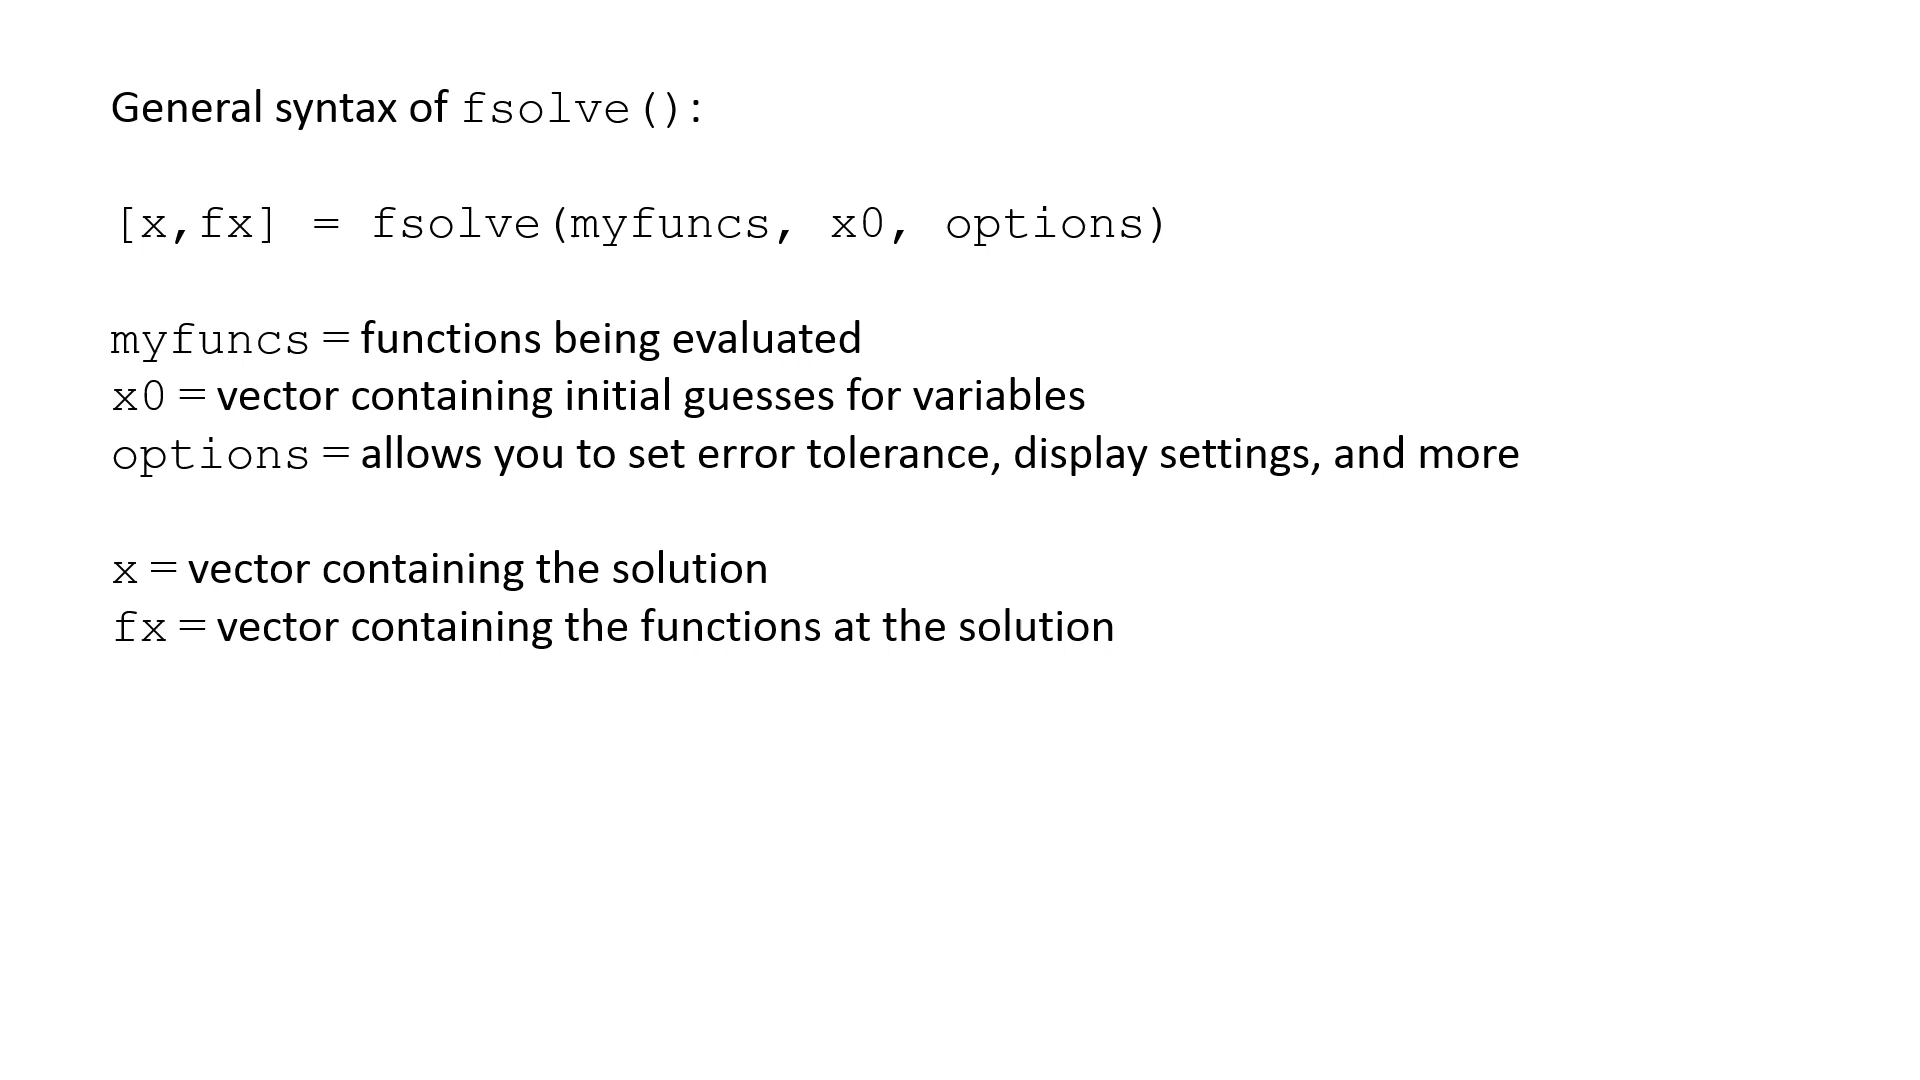 General syntax of fsolve():
[x,fx] = fsolve(myfuncs, x0, options)
myfuncs = functions being evaluated
x0 = vector containing initial guesses for variables
options = allows you to set error tolerance, display settings, and more
x = vector containing the solution
fx = vector containing the functions at the solution